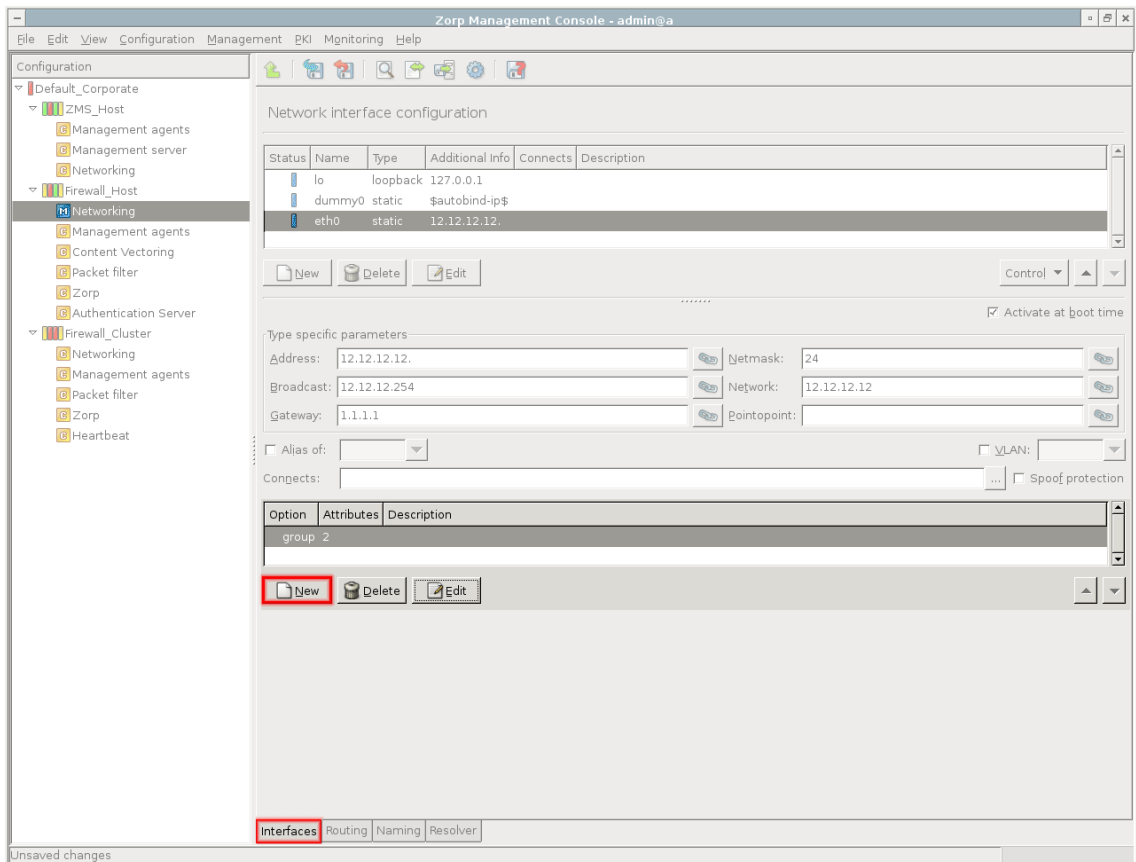 Zorp Management Console - admin@a
File Edit View Configuration Management PKI Monitoring Help
Configuration
Default_Corporate
ZMS_Host
Management agents
Management server
Networking
Firewall_Host
Networking
Management agents
Content Vectoring
Packet filter
Zorp
Authentication Server
Firewall_Cluster
Networking
Management agents
Packet filter
Zorp
Heartbeat
Network interface configuration
Status Name Type Additional Info Connects Description
lo loopback 127.0.0.1
dummy0 static $autobind-ip$
eth0 static 12.12.12.12.
New Delete Edit Control
Activate at boot time
Type specific parameters
Address: 12.12.12.12. Netmask: 24
Broadcast: 12.12.12.254 Network: 12.12.12.12
Gateway: 1.1.1.1 Pointopoint:
Alias of: VLAN:
Connects: ... Spoof protection
Option Attributes Description
group 2
New Delete Edit
Interfaces Routing Naming Resolver
Unsaved changes